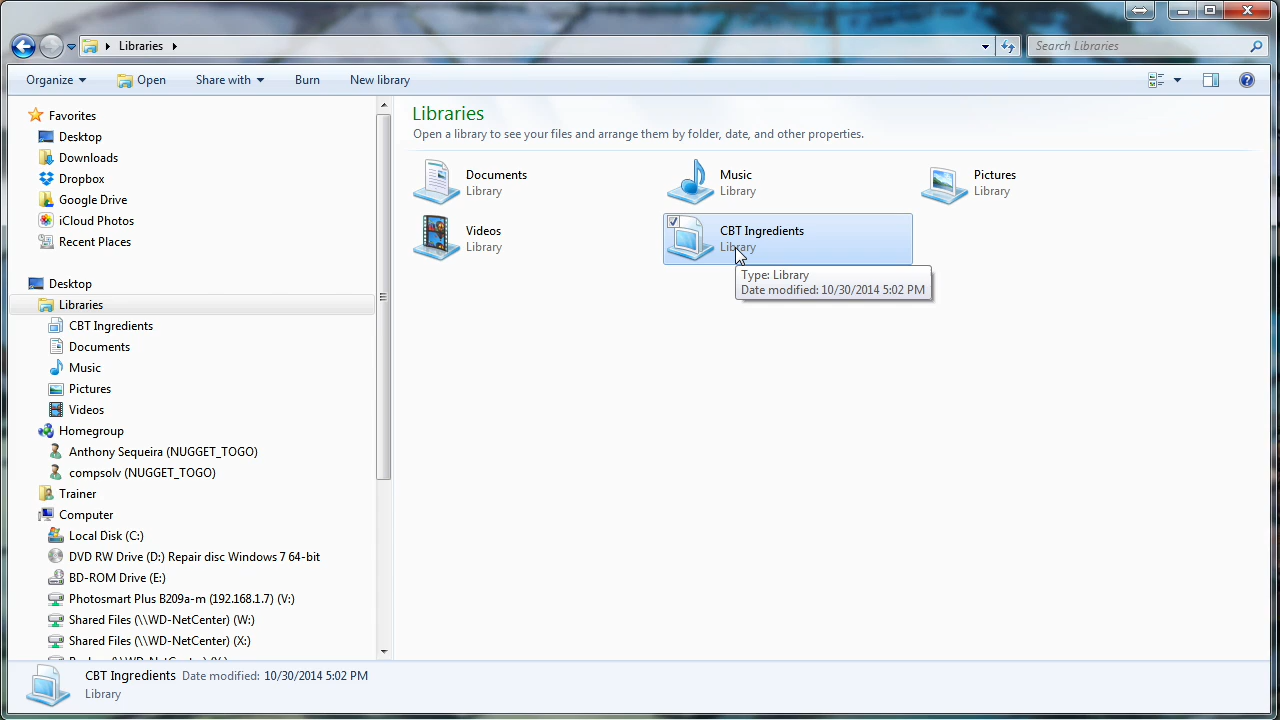 Libraries
Search Libraries
Organize
Open
Share with
Burn
New library
Favorites
Desktop
Downloads
Dropbox
Google Drive
iCloud Photos
Recent Places
Desktop
Libraries
CBT Ingredients
Documents
Music
Pictures
Videos
Homegroup
Anthony Sequeira (NUGGET_TOGO)
compsolv (NUGGET_TOGO)
Trainer
Computer
Local Disk (C:)
DVD RW Drive (D:) Repair disc Windows 7 64-bit
BD-ROM Drive (E:)
Photosmart Plus B209a-m (192.168.1.7) (V:)
Shared Files (\\WD-NetCenter) (W:)
Shared Files (\\WD-NetCenter) (X:)
Libraries
Open a library to see your files and arrange them by folder, date, and other properties.
Documents
Library
Music
Library
Pictures
Library
Videos
Library
CBT Ingredients
Library
Type: Library
Date modified: 10/30/2014 5:02 PM
CBT Ingredients Date modified: 10/30/2014 5:02 PM
Library